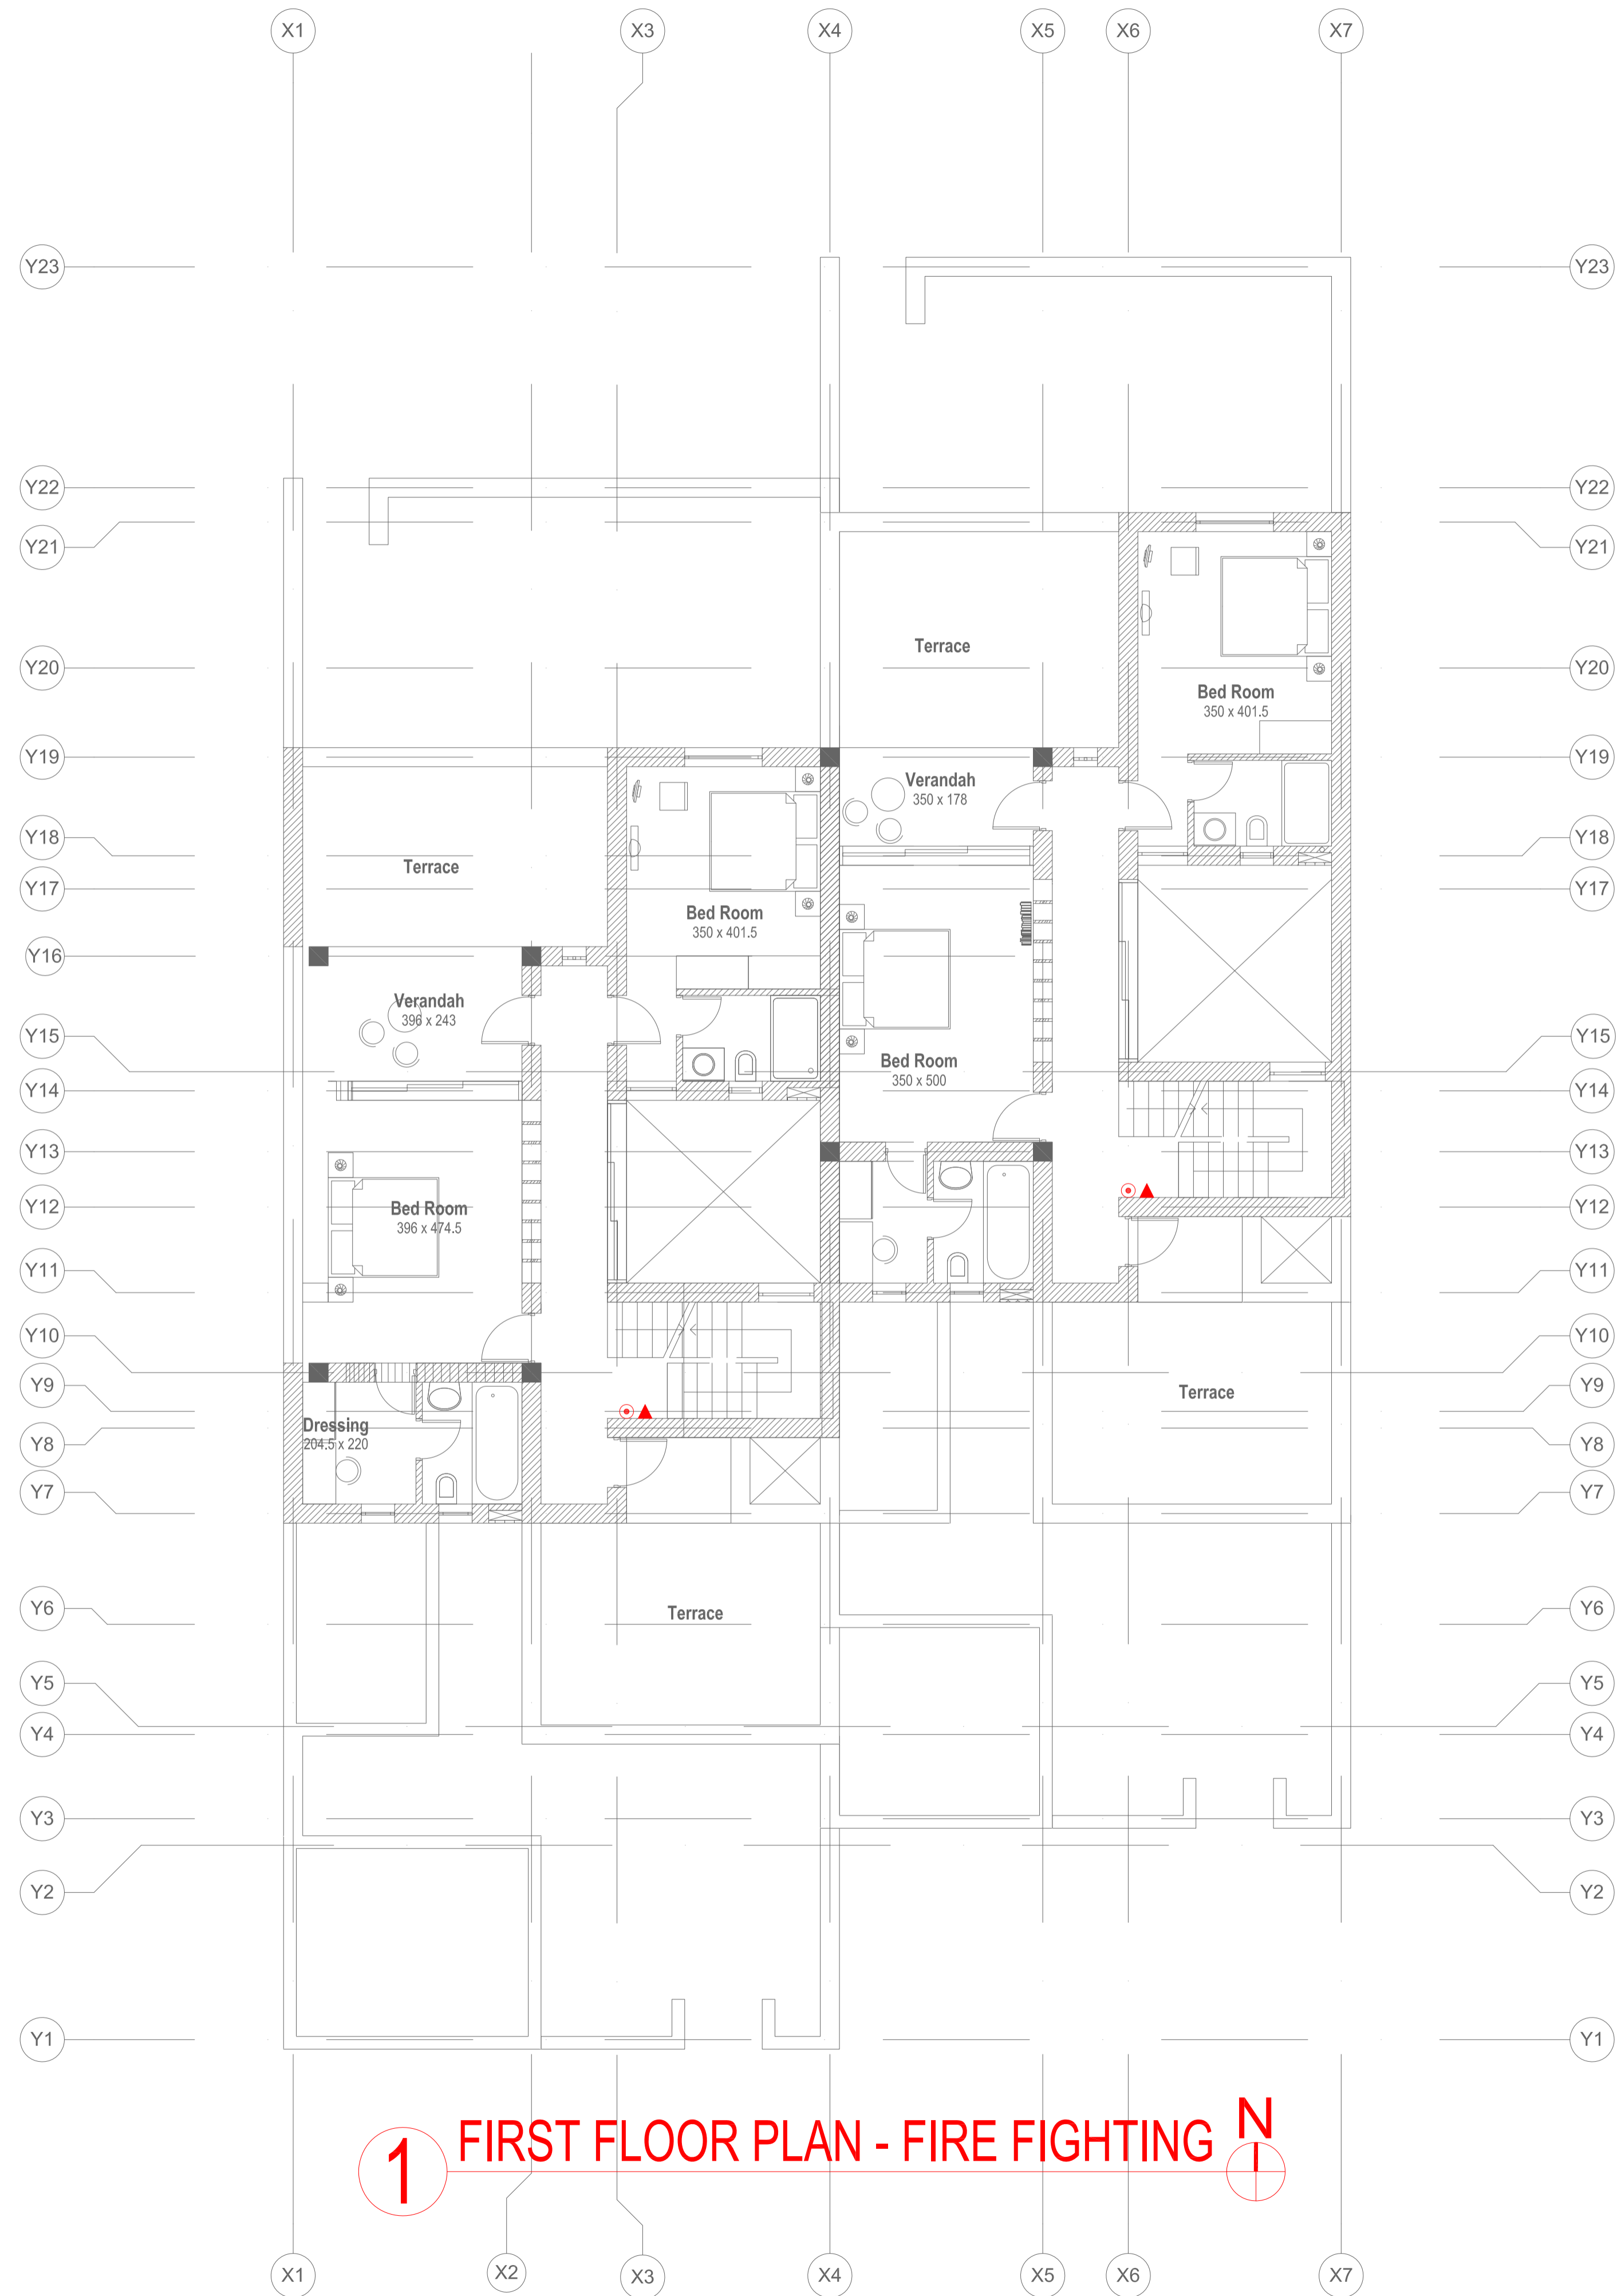 X1
X3
X4
X5
X6
X7
Y23
Y23
Y22
Y22
Y21
Y21
Terrace
Y20
Y20
Bed Room
350 x 401.5
Y19
Y19
Verandah
350 x 178
Y18
Y18
Terrace
Y17
Y17
Bed Room
350 x 401.5
Y16
Verandah
396 x 243
Y15
Y15
Bed Room
350 x 500
Y14
Y14
Y13
Y13
Y12
Y12
Bed Room
396 x 474.5
Y11
Y11
Y10
Y10
Y9
Y9
Terrace
Dressing
204.5 x 220
Y8
Y8
Y7
Y7
Y6
Y6
Terrace
Y5
Y5
Y4
Y4
Y3
Y3
Y2
Y2
Y1
Y1
1 FIRST FLOOR PLAN - FIRE FIGHTING N
X1
X2
X3
X4
X5
X6
X7